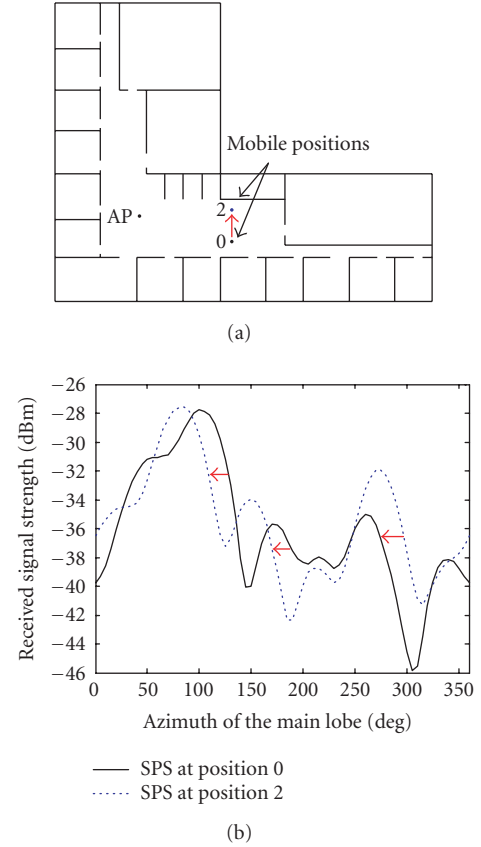 Mobile positions
AP
2
0
(a)
−26
−28
−30
−32
−34
−36
−38
−40
−42
−44
−46
Received signal strength (dBm)
0 50 100 150 200 250 300 350
Azimuth of the main lobe (deg)
SPS at position 0
SPS at position 2
(b)